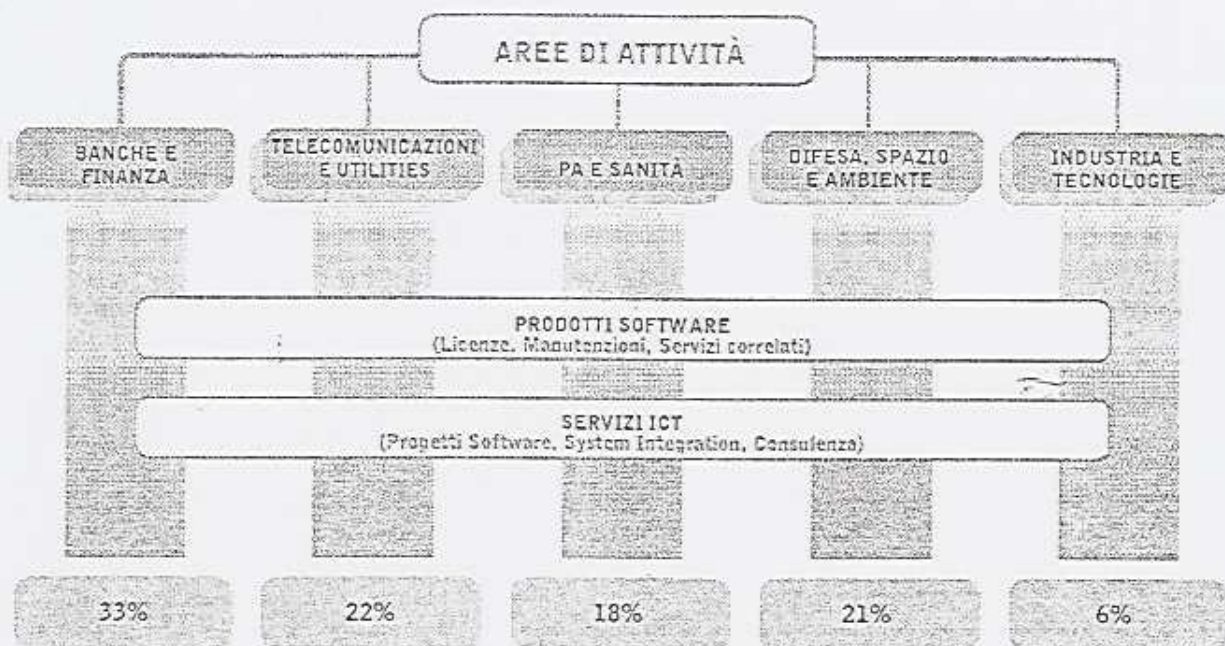 AREE DI ATTIVITÀ
BANCHE E
FINANZA
TELECOMUNICAZIONI
E UTILITIES
PA E SANITÀ
DIFESA, SPAZIO
E AMBIENTE
INDUSTRIA E
TECNOLOGIE
PRODOTTI SOFTWARE
(Licenze, Manutenzioni, Servizi correlati)
SERVIZI ICT
(Progetti Software, System Integration, Consulenza)
33%
22%
18%
21%
6%